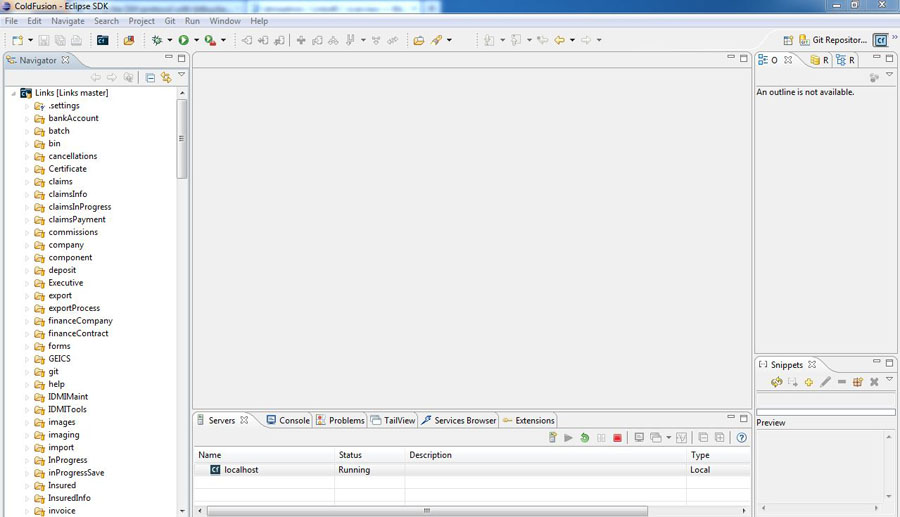 ColdFusion - Eclipse SDK
File Edit Navigate Search Project Git Run Window Help
Git Repositor...
Navigator
Links [Links master]
.settings
bankAccount
batch
bin
cancellations
Certificate
claims
claimsInfo
claimsInProgress
claimsPayment
commissions
company
component
deposit
Executive
export
exportProcess
financeCompany
financeContract
forms
GEICS
git
help
IDMIMaint
IDMITools
images
imaging
import
InProgress
inProgressSave
Insured
InsuredInfo
invoice
Servers Console Problems TailView Services Browser Extensions
Name Status Description Type
localhost Running Local
O R R
An outline is not available.
Snippets
Preview